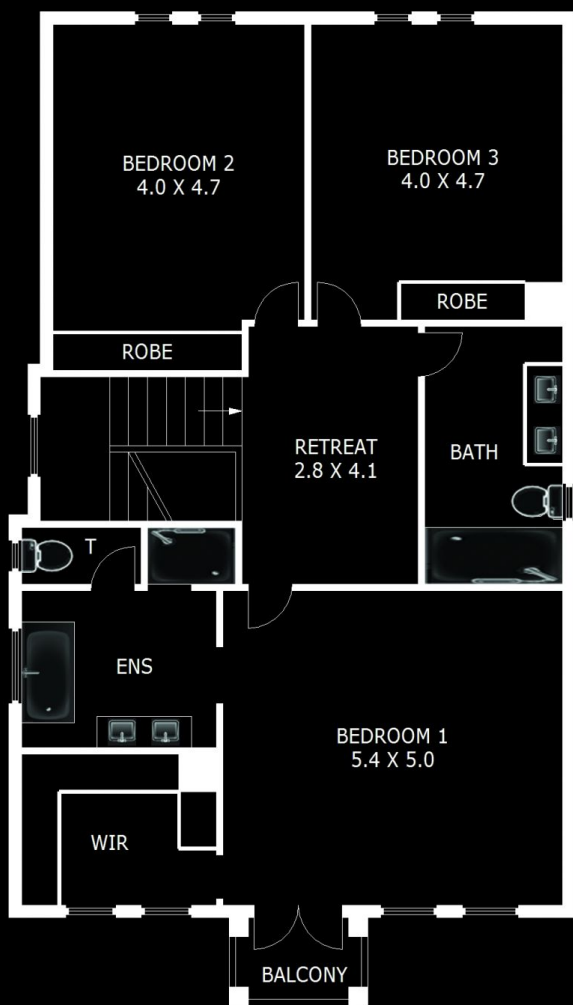 BEDROOM 2
4.0 X 4.7
BEDROOM 3
4.0 X 4.7
ROBE
ROBE
RETREAT
2.8 X 4.1
BATH
T
ENS
BEDROOM 1
5.4 X 5.0
WIR
BALCONY